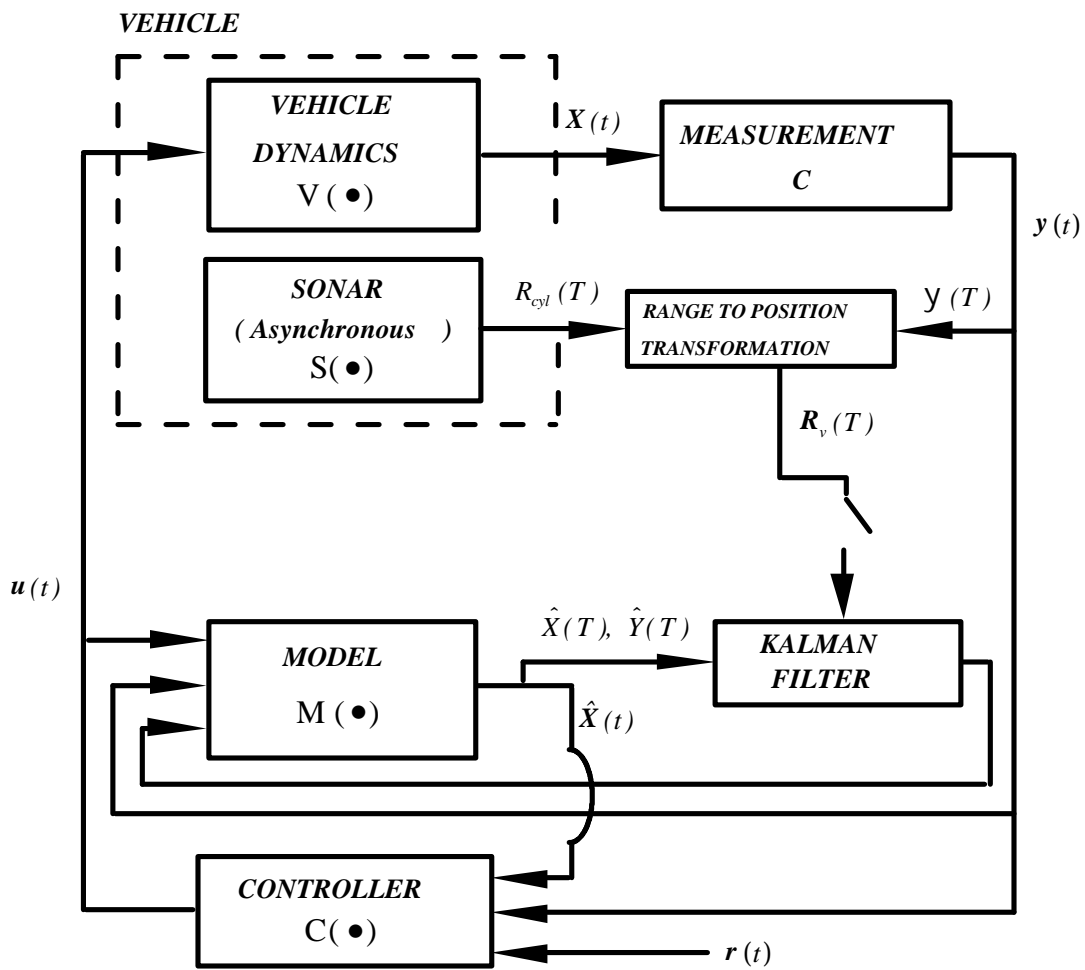 VEHICLE
VEHICLE
DYNAMICS
V ( ● )
X (t)
MEASUREMENT
C
y (t)
SONAR
( Asynchronous )
S( ● )
R_cyl (T )
RANGE TO POSITION
TRANSFORMATION
y (T )
R_v (T )
u (t)
MODEL
M ( ● )
X̂ (T ), Ŷ (T )
KALMAN
FILTER
X̂ (t)
CONTROLLER
C( ● )
r (t)